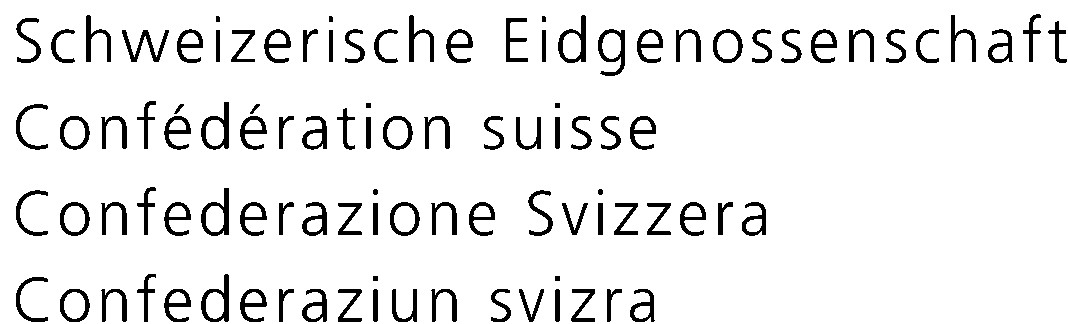 Schweizerische Eidgenossenschaft
Confédération suisse
Confederazione Svizzera
Confederaziun svizra